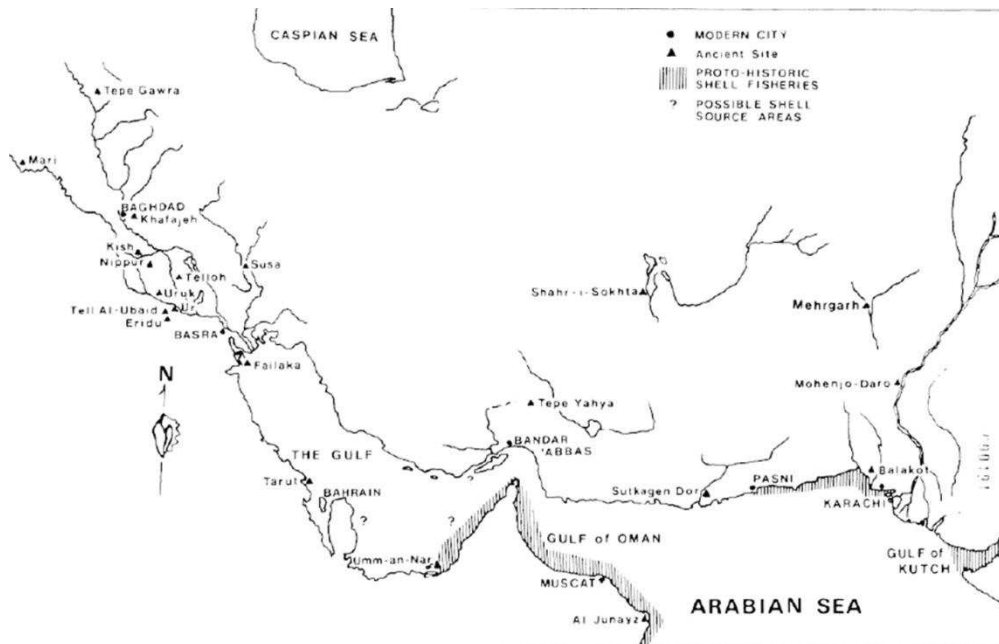 CASPIAN SEA
MODERN CITY
Ancient Site
PROTO-HISTORIC
SHELL FISHERIES
?
POSSIBLE SHELL
SOURCE AREAS
Tepe Gawra
Mari
BAGHDAD
Khafajeh
Kish
Nippur
Susa
Telloh
Uruk
Ur
Tell Al-Ubaid
Eridu
BASRA
Failaka
N
Shahr-i-Sokhta
Mehrgarh
Mohenjo-Daro
Tepe Yahya
BANDAR
'ABBAS
THE GULF
Tarut
BAHRAIN
?
?
?
Umm-an-Nar
Sutkagen Dor
PASNI
Balakot
KARACHI
GULF of OMAN
GULF of
KUTCH
MUSCAT
ARABIAN SEA
Al Junayz